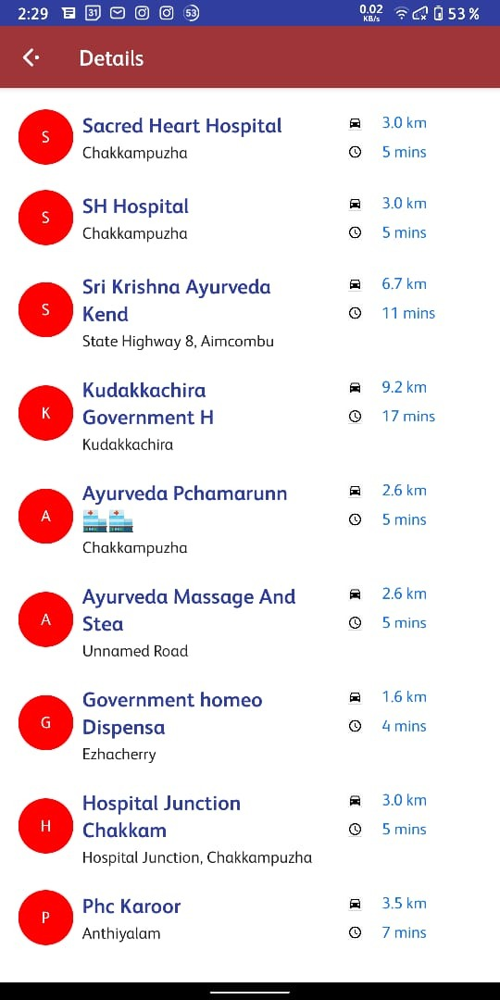 2:29 31 53 0.02 KB/s 53 %
Details
S Sacred Heart Hospital 3.0 km
Chakkampuzha 5 mins
S SH Hospital 3.0 km
Chakkampuzha 5 mins
S Sri Krishna Ayurveda 6.7 km
Kend 11 mins
State Highway 8, Aimcombu
K Kudakkachira 9.2 km
Government H 17 mins
Kudakkachira
A Ayurveda Pchamarunn 2.6 km
5 mins
Chakkampuzha
A Ayurveda Massage And 2.6 km
Stea 5 mins
Unnamed Road
G Government homeo 1.6 km
Dispensa 4 mins
Ezhacherry
H Hospital Junction 3.0 km
Chakkam 5 mins
Hospital Junction, Chakkampuzha
P Phc Karoor 3.5 km
Anthiyalam 7 mins